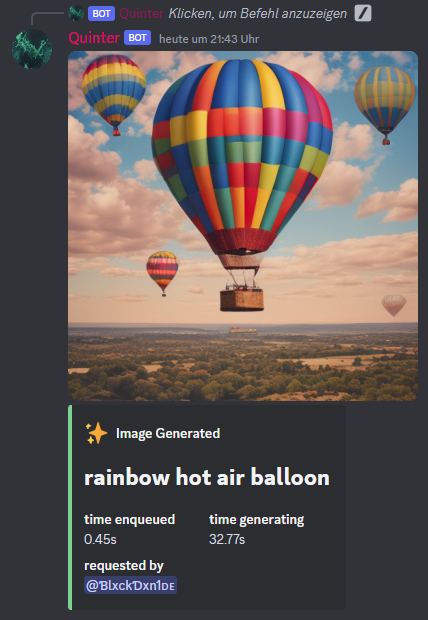 BOT Quinter Klicken, um Befehl anzuzeigen
Quinter BOT heute um 21:43 Uhr
Image Generated
rainbow hot air balloon
time enqueued time generating
0.45s 32.77s
requested by
@ƁlxckƊxn1ᴅᴇ